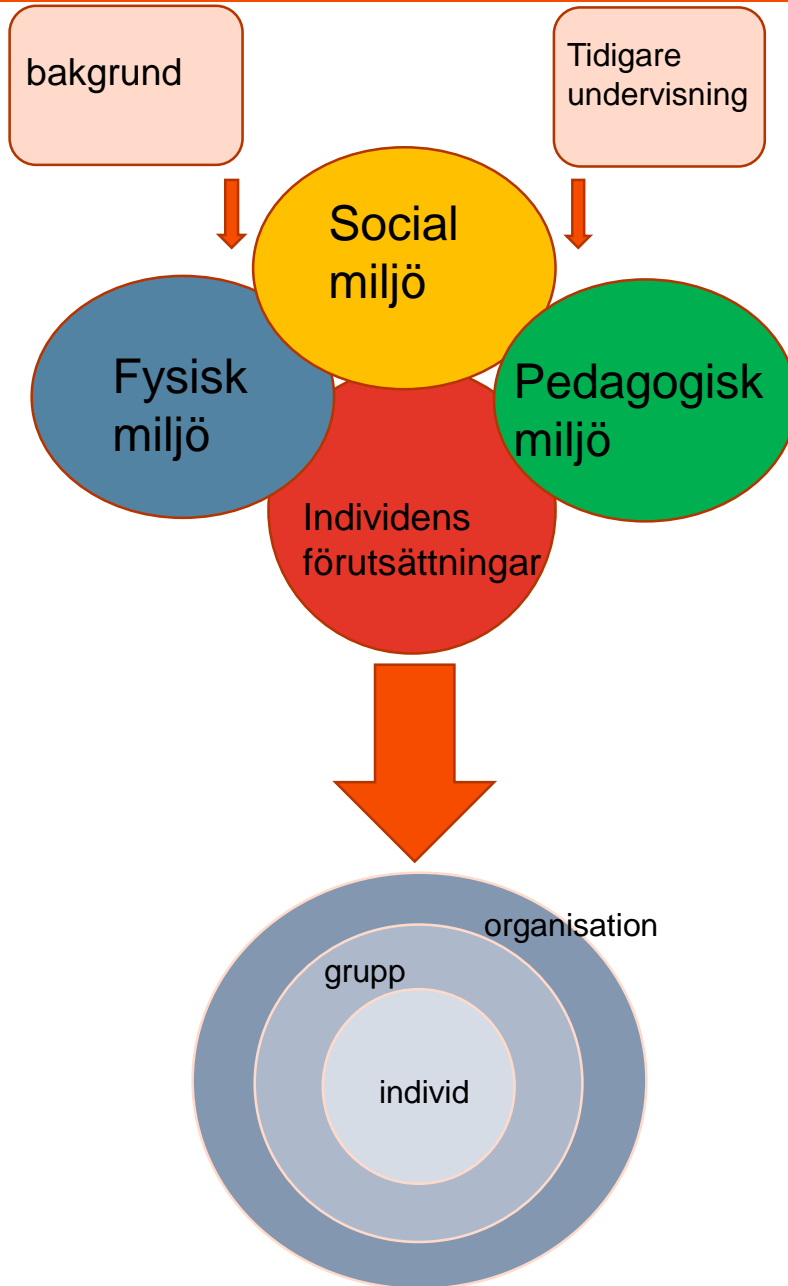 bakgrund
Tidigare
undervisning
Social
miljö
Fysisk
miljö
Pedagogisk
miljö
Individens
förutsättningar
organisation
grupp
individ